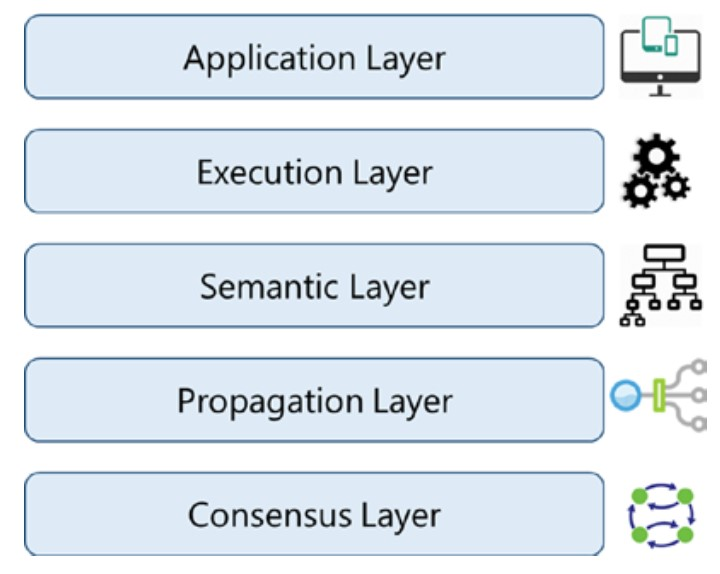 Application Layer
Execution Layer
Semantic Layer
Propagation Layer
Consensus Layer